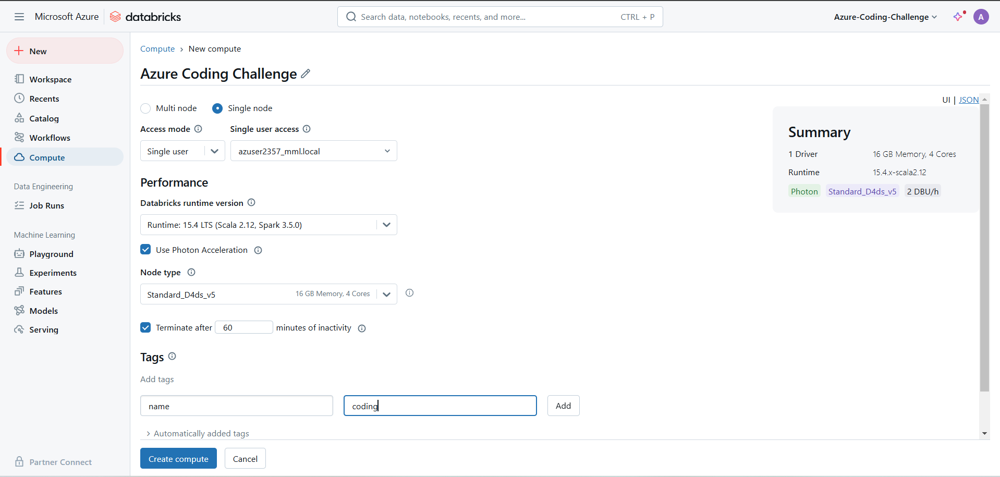 Microsoft Azure databricks
Search data, notebooks, recents, and more... CTRL + P
Azure-Coding-Challenge
A
New
Workspace
Recents
Catalog
Workflows
Compute
Data Engineering
Job Runs
Machine Learning
Playground
Experiments
Features
Models
Serving
Partner Connect
Compute › New compute
Azure Coding Challenge
UI | JSON
Multi node Single node
Access mode Single user access
Single user azuser2357_mml.local
Performance
Databricks runtime version
Runtime: 15.4 LTS (Scala 2.12, Spark 3.5.0)
Use Photon Acceleration
Node type
Standard_D4ds_v5 16 GB Memory, 4 Cores
Terminate after 60 minutes of inactivity
Tags
Add tags
name coding Add
Automatically added tags
Create compute Cancel
Summary
1 Driver 16 GB Memory, 4 Cores
Runtime 15.4.x-scala2.12
Photon Standard_D4ds_v5 2 DBU/h